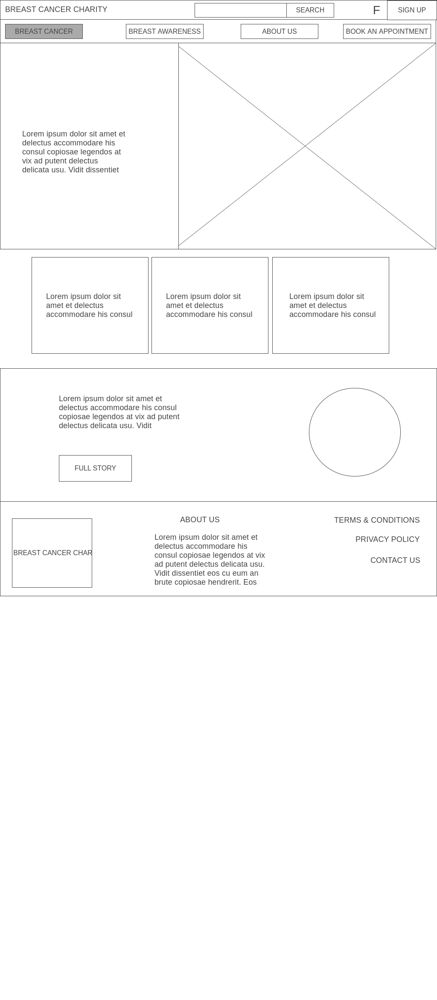 BREAST CANCER CHARITY
SEARCH
F
SIGN UP
BREAST CANCER
BREAST AWARENESS
ABOUT US
BOOK AN APPOINTMENT
Lorem ipsum dolor sit amet et
delectus accommodare his
consul copiosae legendos at
vix ad putent delectus
delicata usu. Vidit dissentiet
Lorem ipsum dolor sit
amet et delectus
accommodare his consul
Lorem ipsum dolor sit
amet et delectus
accommodare his consul
Lorem ipsum dolor sit
amet et delectus
accommodare his consul
Lorem ipsum dolor sit amet et
delectus accommodare his consul
copiosae legendos at vix ad putent
delectus delicata usu. Vidit
FULL STORY
BREAST CANCER CHAR
ABOUT US
Lorem ipsum dolor sit amet et
delectus accommodare his
consul copiosae legendos at vix
ad putent delectus delicata usu.
Vidit dissentiet eos cu eum an
brute copiosae hendrerit. Eos
TERMS & CONDITIONS
PRIVACY POLICY
CONTACT US